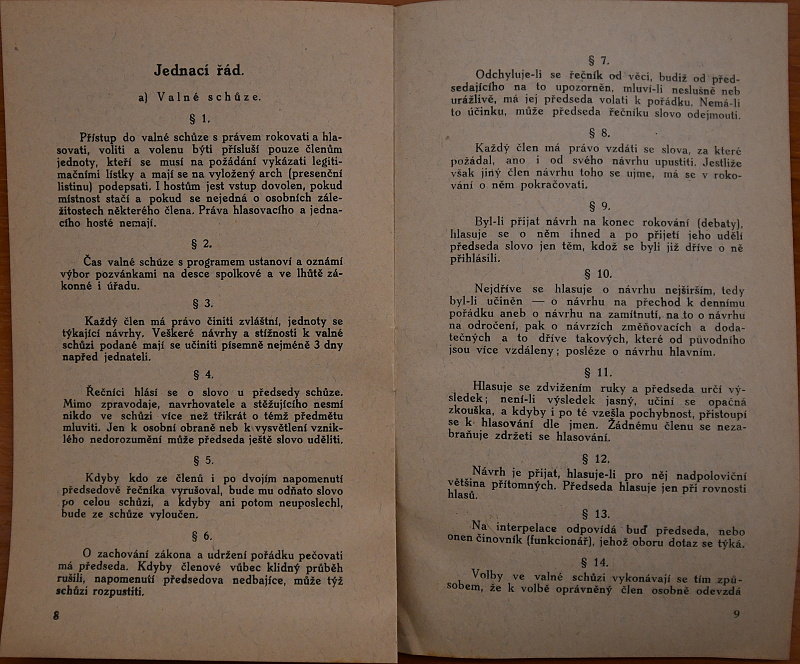 Jednací řád.
a) Valné schůze.
§ 1.
Přístup do valné schůze s právem rokovati a hla-
sovati, voliti a volenu býti přísluší pouze členům
jednoty, kteří se musí na požádání vykázati legiti-
mačními lístky a mají se na vyložený arch (presenční
listinu) podepsati. I hostům jest vstup dovolen, pokud
místnost stačí a pokud se nejedná o osobních zále-
žitostech některého člena. Práva hlasovacího a jedna-
cího hosté nemají.
§ 2.
Čas valné schůze s programem ustanoví a oznámí
výbor pozvánkami na desce spolkové a ve lhůtě zá-
konné i úřadu.
§ 3.
Každý člen má právo činiti zvláštní, jednoty se
týkající návrhy. Veškeré návrhy a stížnosti k valné
schůzi podané mají se učiniti písemně nejméně 3 dny
napřed jednateli.
§ 4.
Řečníci hlásí se o slovo u předsedy schůze.
Mimo zpravodaje, navrhovatele a stěžujícího nesmí
nikdo ve schůzi více než třikrát o témž předmětu
mluviti. Jen k osobní obraně neb k vysvětlení vznik-
lého nedorozumění může předseda ještě slovo uděliti.
§ 5.
Kdyby kdo ze členů i po dvojím napomenutí
předsedově řečníka vyrušoval, bude mu odňato slovo
po celou schůzi, a kdyby ani potom neuposlechl,
bude ze schůze vyloučen.
§ 6.
O zachování zákona a udržení pořádku pečovati
má předseda. Kdyby členové vůbec klidný průběh
rušili, napomenutí předsedova nedbajíce, může týž
schůzi rozpustiti.
8
§ 7.
Odchyluje-li se řečník od věci, budiž od před-
sedajícího na to upozorněn, mluví-li neslušně neb
urážlivě, má jej předseda volati k pořádku. Nemá-li
to účinku, může předseda řečníku slovo odejmouti.
§ 8.
Každý člen má právo vzdáti se slova, za které
požádal, ano i od svého návrhu upustiti. Jestliže
však jiný člen návrhu toho se ujme, má se v roko-
vání o něm pokračovati.
§ 9.
Byl-li přijat návrh na konec rokování (debaty),
hlasuje se o něm ihned a po přijetí jeho udělí
předseda slovo jen těm, kdož se byli již dříve o ně
přihlásili.
§ 10.
Nejdříve se hlasuje o návrhu nejširším, tedy
byl-li učiněn — o návrhu na přechod k dennímu
pořádku aneb o návrhu na zamítnutí, na to o návrhu
na odročení, pak o návrzích změňovacích a doda-
tečných a to dříve takových, které od původního
jsou více vzdáleny; posléze o návrhu hlavním.
§ 11.
Hlasuje se zdvižením ruky a předseda určí vý-
sledek; není-li výsledek jasný, učiní se opačná
zkouška, a kdyby i po té vzešla pochybnost, přistoupí
se k hlasování dle jmen. Žádnému členu se neza-
braňuje zdržeti se hlasování.
§ 12.
Návrh je přijat, hlasuje-li pro něj nadpoloviční
většina přítomných. Předseda hlasuje jen při rovnosti
hlasů.
§ 13.
Na interpelace odpovídá buď předseda, nebo
onen činovník (funkcionář), jehož oboru dotaz se týká.
§ 14.
Volby ve valné schůzi vykonávají se tím způ-
sobem, že k volbě oprávněný člen osobně odevzdá
9